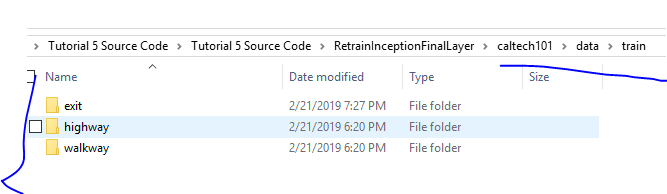 > Tutorial 5 Source Code > Tutorial 5 Source Code > RetrainInceptionFinalLayer > caltech101 > data > train
Name Date modified Type Size
exit 2/21/2019 7:27 PM File folder
highway 2/21/2019 6:20 PM File folder
walkway 2/21/2019 6:20 PM File folder